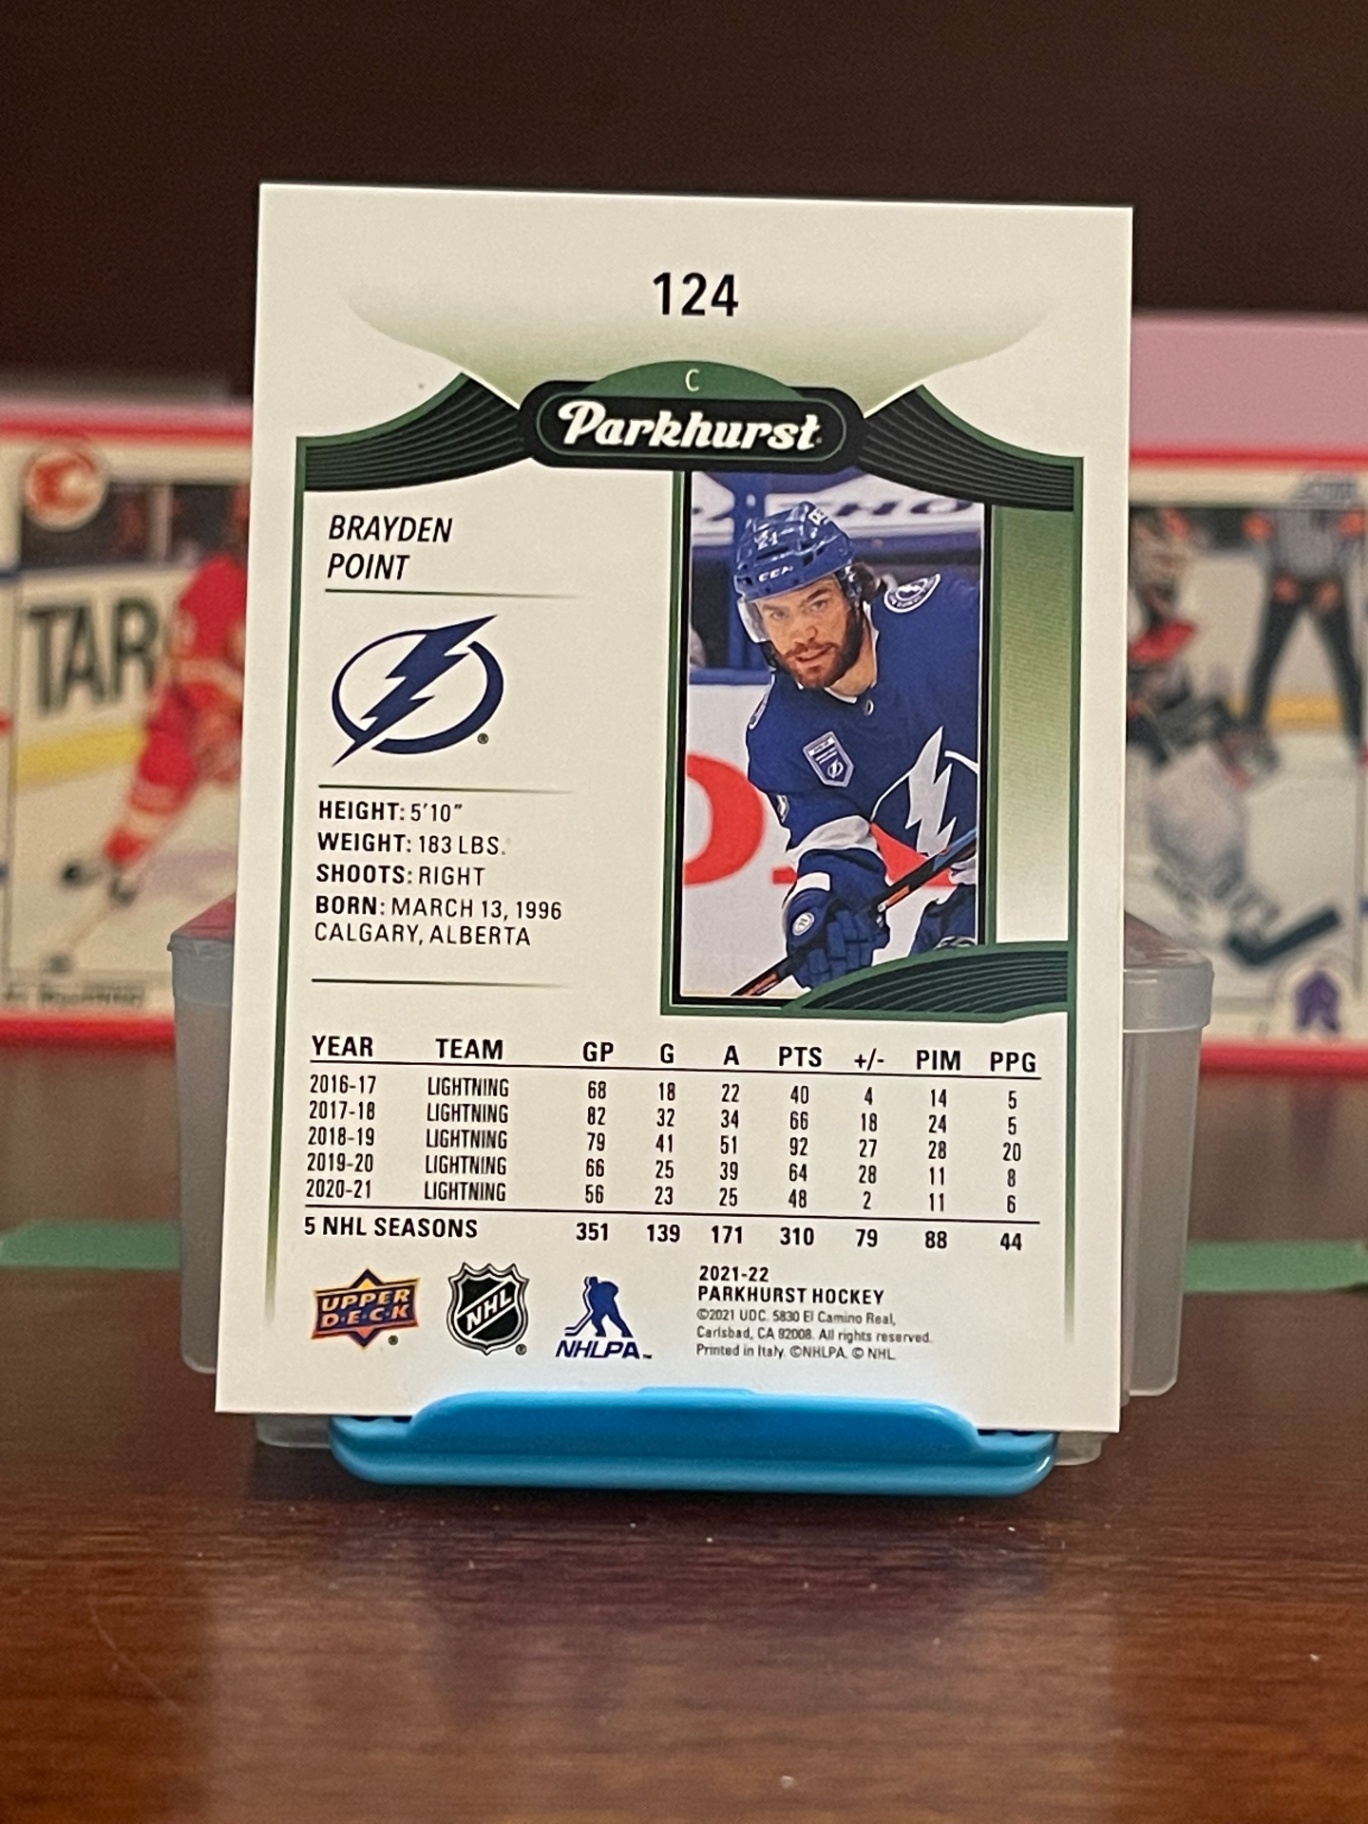 124
C
Parkhurst
BRAYDEN
POINT
HEIGHT: 5'10"
WEIGHT: 183 LBS.
SHOOTS: RIGHT
BORN: MARCH 13, 1996
CALGARY, ALBERTA
YEAR TEAM GP G A PTS +/- PIM PPG
2016-17 LIGHTNING 68 18 22 40 4 14 5
2017-18 LIGHTNING 82 32 34 66 18 24 5
2018-19 LIGHTNING 79 41 51 92 27 28 20
2019-20 LIGHTNING 66 25 39 64 28 11 8
2020-21 LIGHTNING 56 23 25 48 2 11 6
5 NHL SEASONS 351 139 171 310 79 88 44
UPPER
DECK®
NHL®
NHLPA™
2021-22
PARKHURST HOCKEY
©2021 UDC. 5830 El Camino Real,
Carlsbad, CA 92008. All rights reserved.
Printed in Italy. ©NHLPA. © NHL.
TAR
CCM